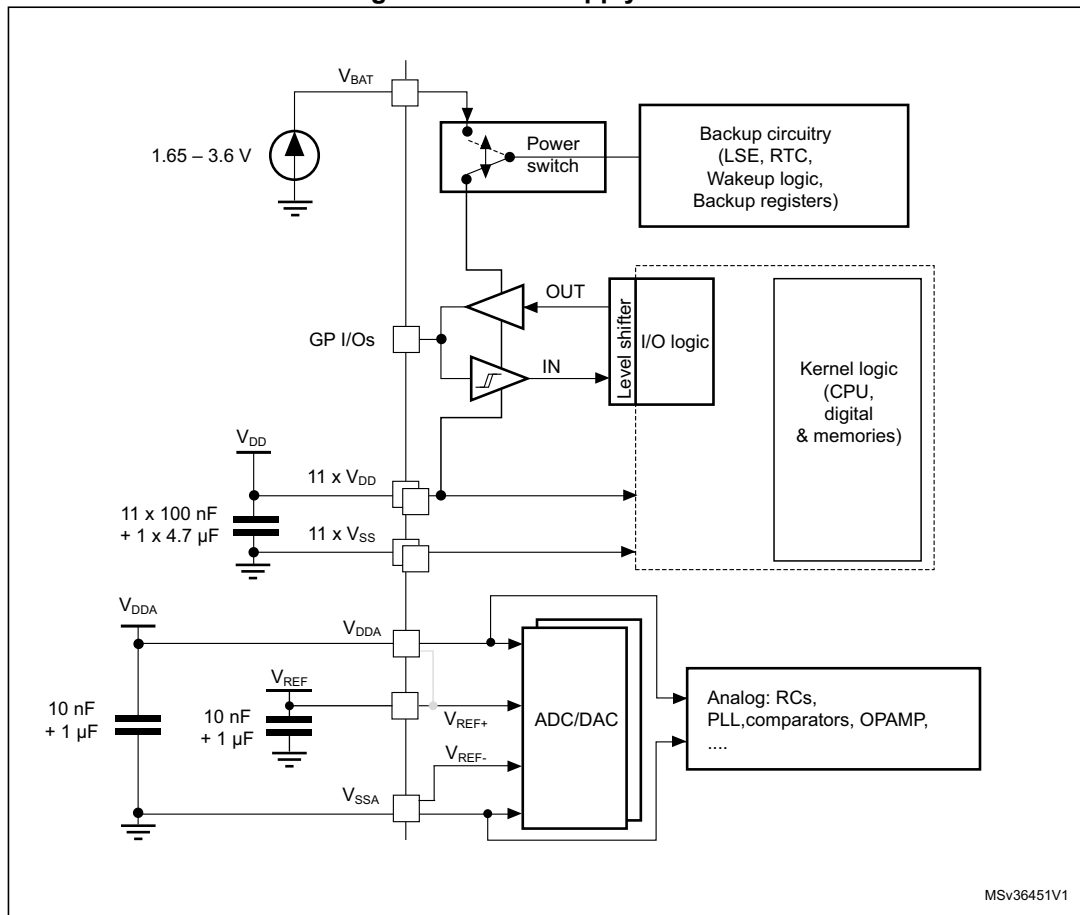 VBAT
1.65 – 3.6 V
Power
switch
Backup circuitry
(LSE, RTC,
Wakeup logic,
Backup registers)
GP I/Os
OUT
IN
Level shifter
I/O logic
Kernel logic
(CPU,
digital
& memories)
VDD
11 x VDD
11 x 100 nF
+ 1 x 4.7 μF
11 x VSS
VDDA
VDDA
VREF
10 nF
+ 1 μF
10 nF
+ 1 μF
VREF+
VREF-
VSSA
ADC/DAC
Analog: RCs,
PLL,comparators, OPAMP,
....
MSv36451V1